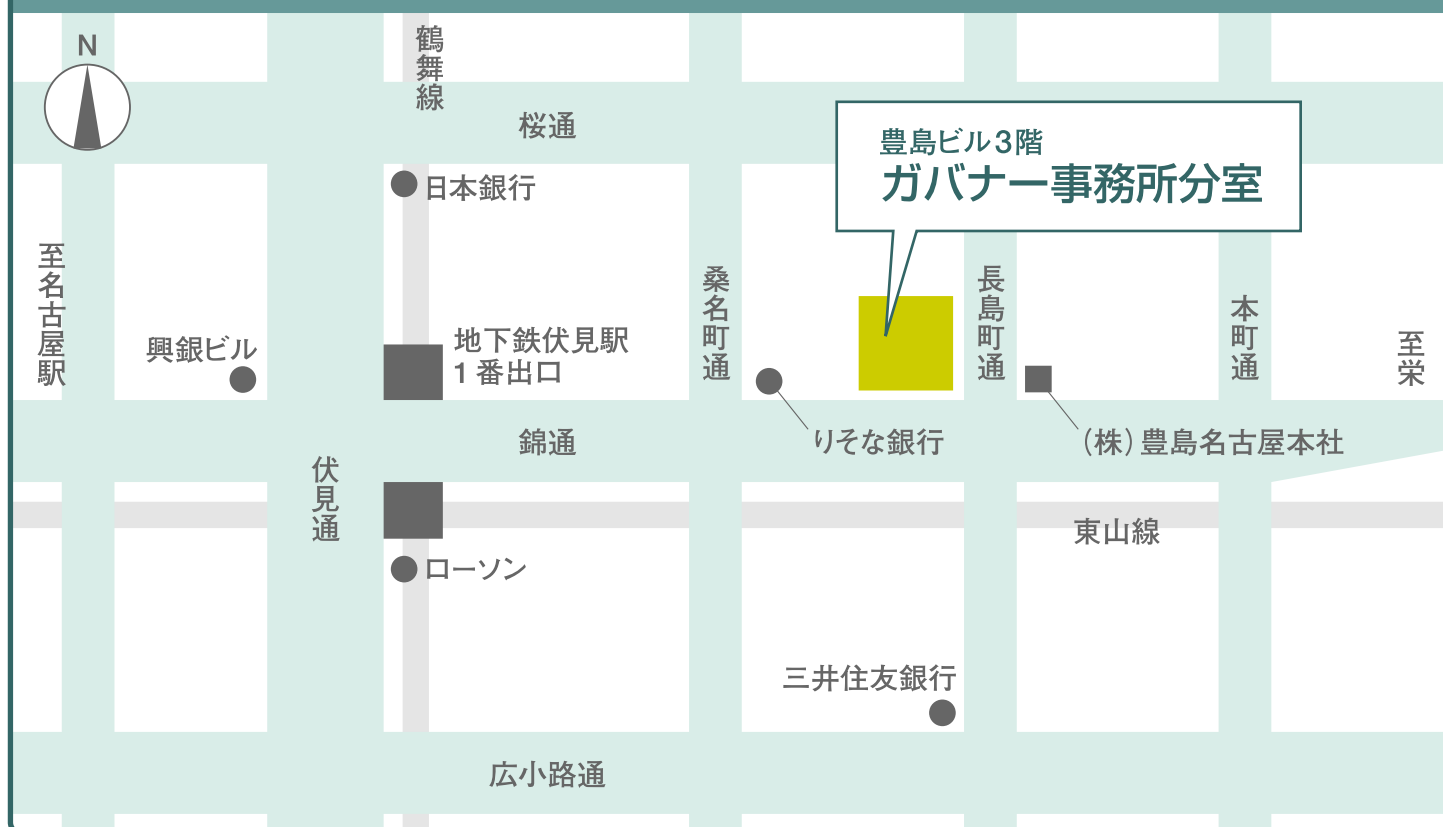 N
鶴舞線
桜通
豊島ビル3階
ガバナー事務所分室
日本銀行
至名古屋駅
興銀ビル
地下鉄伏見駅
1番出口
桑名町通
長島町通
本町通
至栄
錦通
りそな銀行
(株)豊島名古屋本社
伏見通
東山線
ローソン
三井住友銀行
広小路通